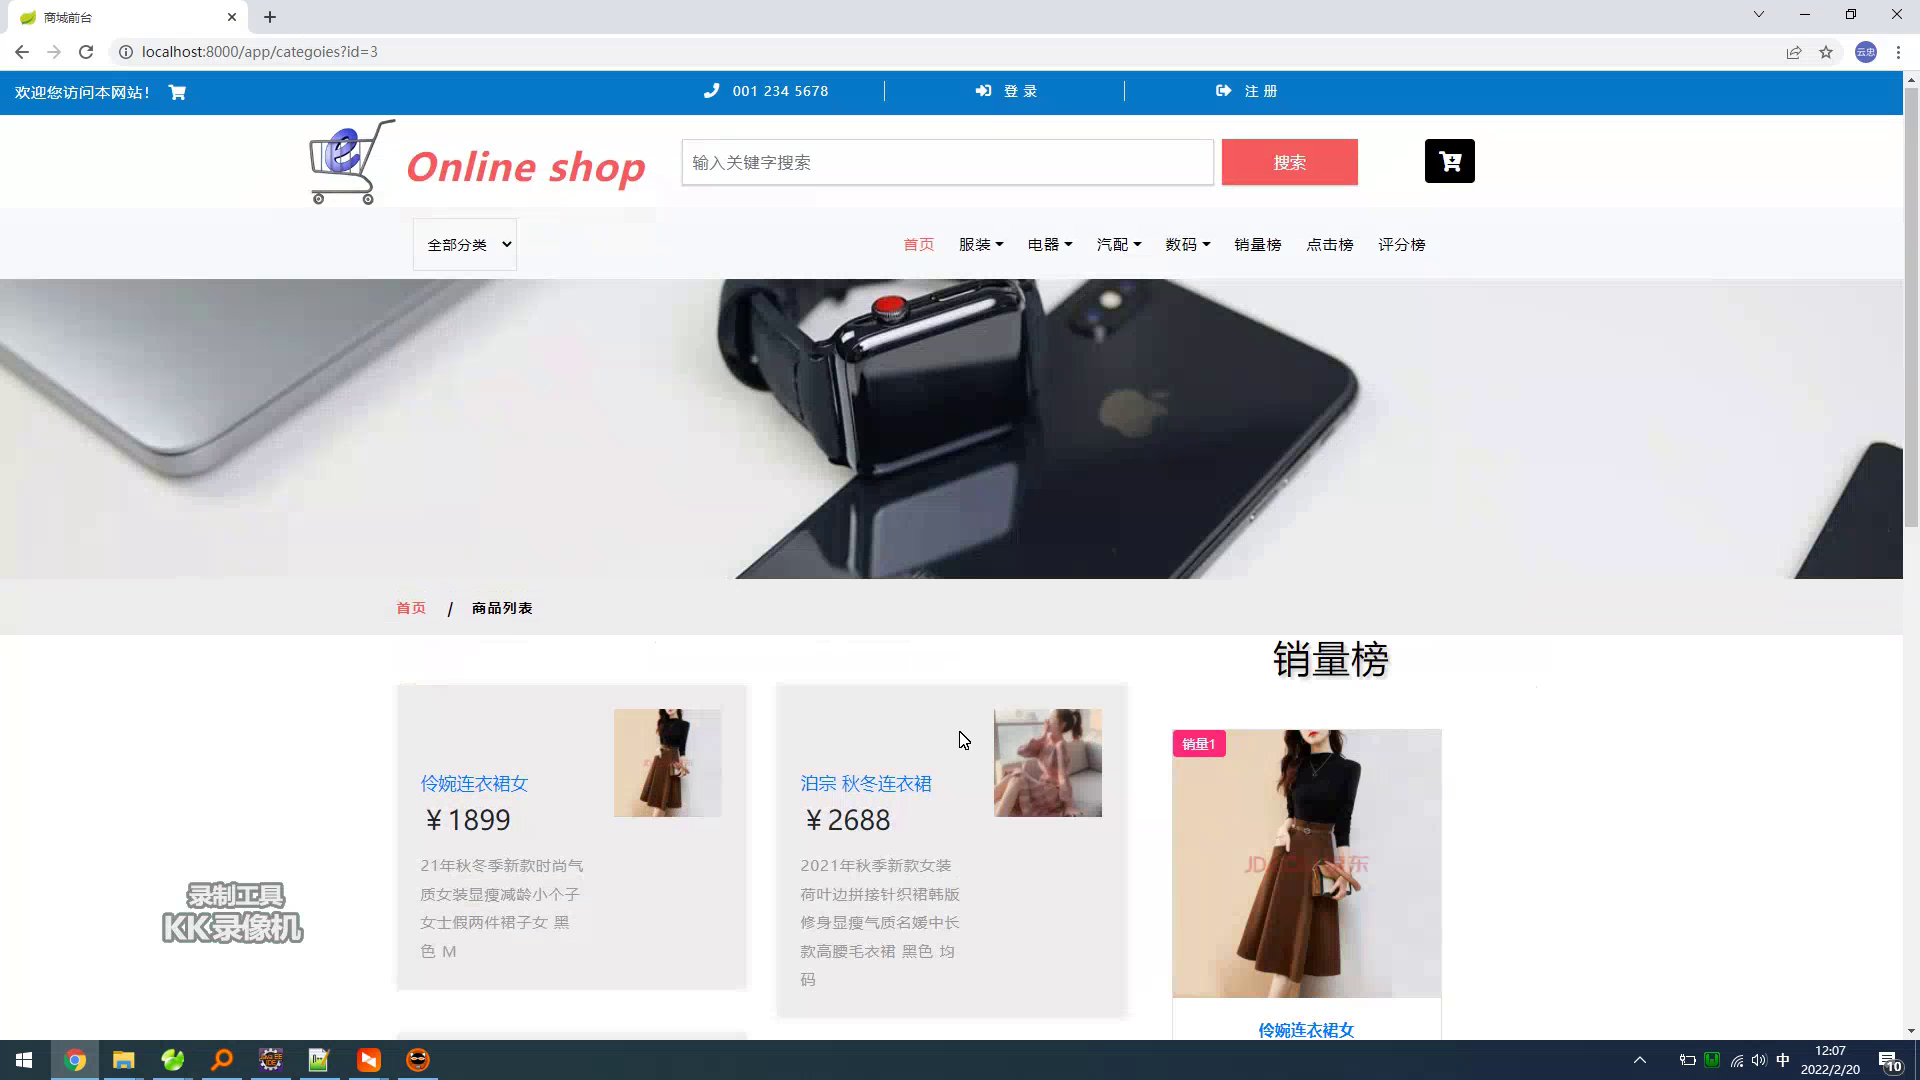 商城前台
localhost:8000/app/categoies?id=3
云忠
欢迎您访问本网站！
001 234 5678
登 录
注 册
Online shop
输入关键字搜索
搜索
全部分类
首页
服装
电器
汽配
数码
销量榜
点击榜
评分榜
首页 / 商品列表
销量榜
伶婉连衣裙女
￥1899
21年秋冬季新款时尚气
质女装显瘦减龄小个子
女士假两件裙子女 黑
色 M
泊宗 秋冬连衣裙
￥2688
2021年秋季新款女装
荷叶边拼接针织裙韩版
修身显瘦气质名媛中长
款高腰毛衣裙 黑色 均
码
销量1
伶婉连衣裙女
录制工具
KK录像机
中
12:07
2022/2/20
10